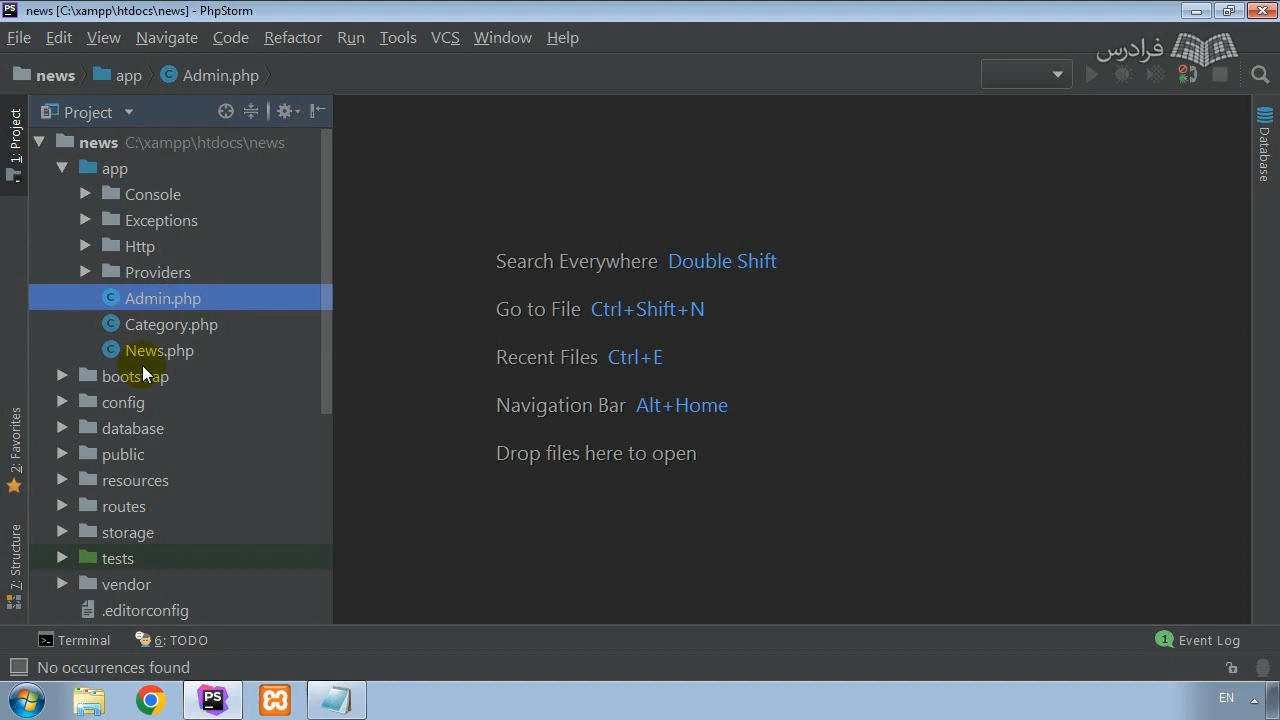 news [C:\xampp\htdocs\news] - PhpStorm
File Edit View Navigate Code Refactor Run Tools VCS Window Help
فرادرس
news app Admin.php
Project
1: Project
news C:\xampp\htdocs\news
app
Console
Exceptions
Http
Providers
Admin.php
Category.php
News.php
bootstrap
config
database
public
resources
routes
storage
tests
vendor
.editorconfig
2: Favorites
7: Structure
Search Everywhere Double Shift
Go to File Ctrl+Shift+N
Recent Files Ctrl+E
Navigation Bar Alt+Home
Drop files here to open
Database
Terminal 6: TODO 1 Event Log
No occurrences found
PS EN